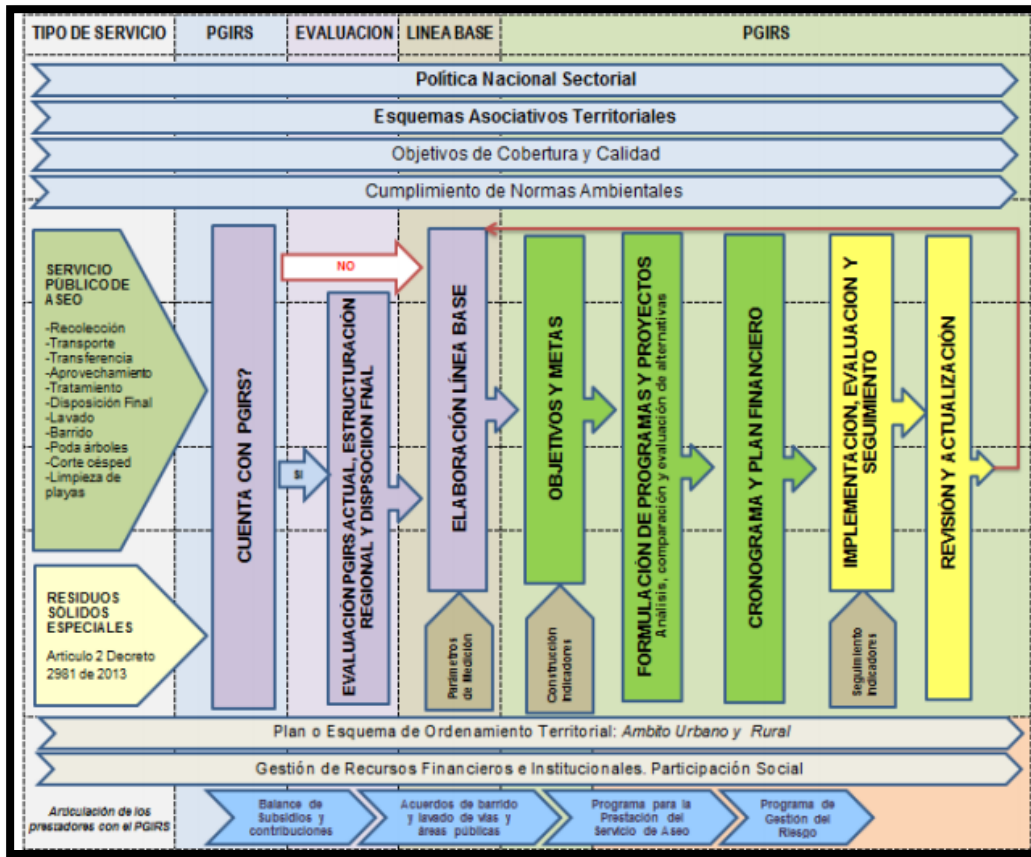 TIPO DE SERVICIO
PGIRS
EVALUACION
LINEA BASE
PGIRS
Política Nacional Sectorial
Esquemas Asociativos Territoriales
Objetivos de Cobertura y Calidad
Cumplimiento de Normas Ambientales
SERVICIO
PÚBLICO DE
ASEO
-Recolección
-Transporte
-Transferencia
-Aprovechamiento
-Tratamiento
-Disposición Final
-Lavado
-Barrido
-Poda árboles
-Corte césped
-Limpieza de
playas
RESIDUOS
SÓLIDOS
ESPECIALES
Articulo 2 Decreto
2981 de 2013
CUENTA CON PGIRS?
NO
SI
EVALUACIÓN PGIRS ACTUAL, ESTRUCTURACIÓN
REGIONAL Y DISPSOCIION FNAL
ELABORACIÓN LÍNEA BASE
Parámetros
de Medición
OBJETIVOS Y METAS
Construcción
Indicadores
FORMULACIÓN DE PROGRAMAS Y PROYECTOS
Análisis, comparación y evaluación de alternativas
CRONOGRAMA Y PLAN FINANCIERO
IMPLEMENTACION, EVALUACION Y
SEGUIMIENTO
Seguimiento
Indicadores
REVISIÓN Y ACTUALIZACIÓN
Plan o Esquema de Ordenamiento Territorial: Ambito Urbano y Rural
Gestión de Recursos Financieros e Institucionales. Participación Social
Articulación de los
prestadores con el PGIRS
Balance de
Subsidios y
contribuciones
Acuerdos de barrido
y lavado de vías y
áreas públicas
Programa para la
Prestación del
Servicio de Aseo
Programa de
Gestión del
Riesgo